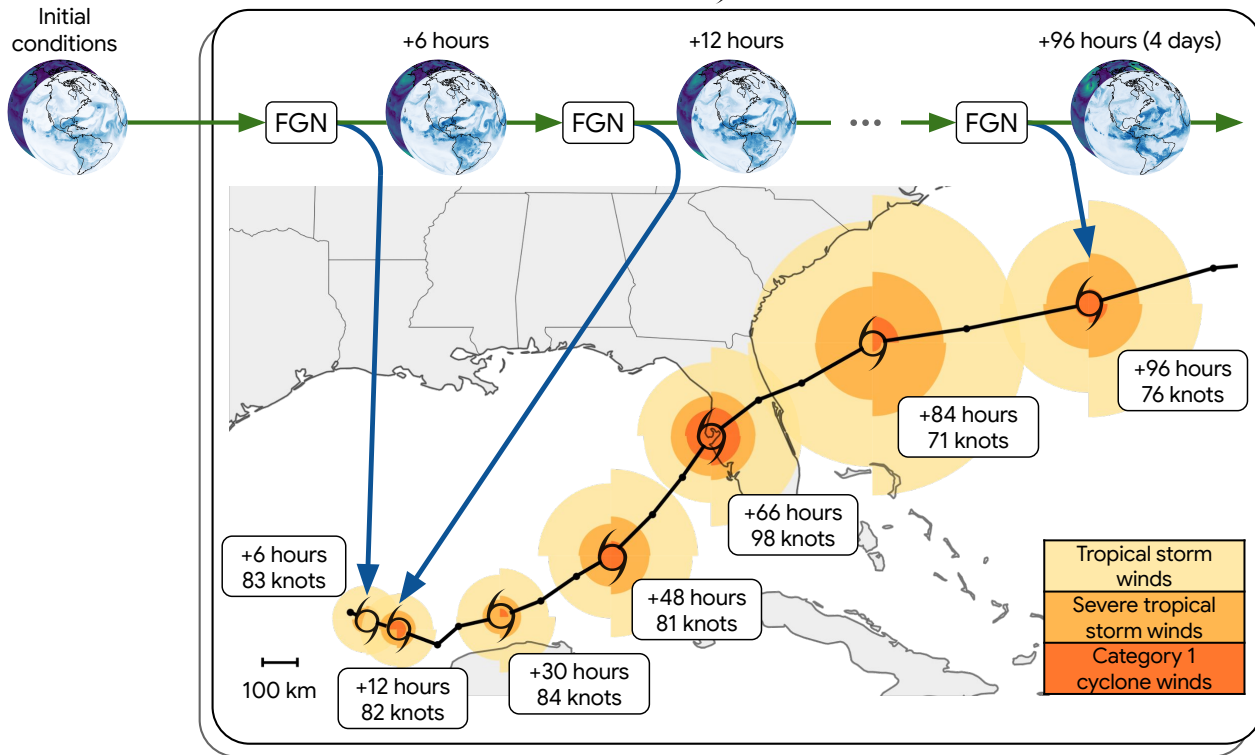 Initial
conditions
+6 hours
+12 hours
+96 hours (4 days)
FGN
FGN
...
FGN
+96 hours
76 knots
+84 hours
71 knots
+66 hours
98 knots
+6 hours
83 knots
+48 hours
81 knots
+30 hours
84 knots
+12 hours
82 knots
100 km
Tropical storm
winds
Severe tropical
storm winds
Category 1
cyclone winds